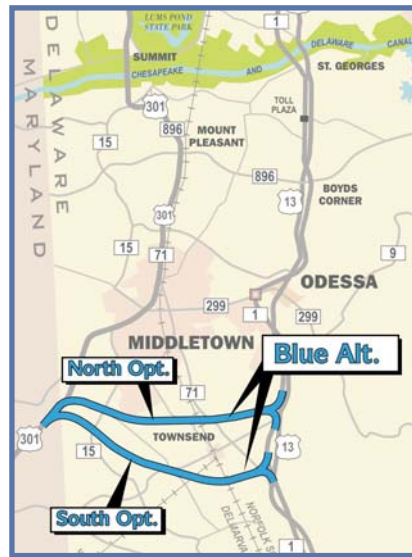 LUMS POND
STATE PARK
1
DELAWARE
MARYLAND
SUMMIT
CHESAPEAKE AND DELAWARE CANAL
ST. GEORGES
301
896
15
MOUNT
PLEASANT
TOLL
PLAZA
896
13
BOYDS
CORNER
301
15
71
9
ODESSA
299
1
299
MIDDLETOWN
North Opt.
71
Blue Alt.
301
15
TOWNSEND
13
South Opt.
NORFOLK S
DELMARVA
1